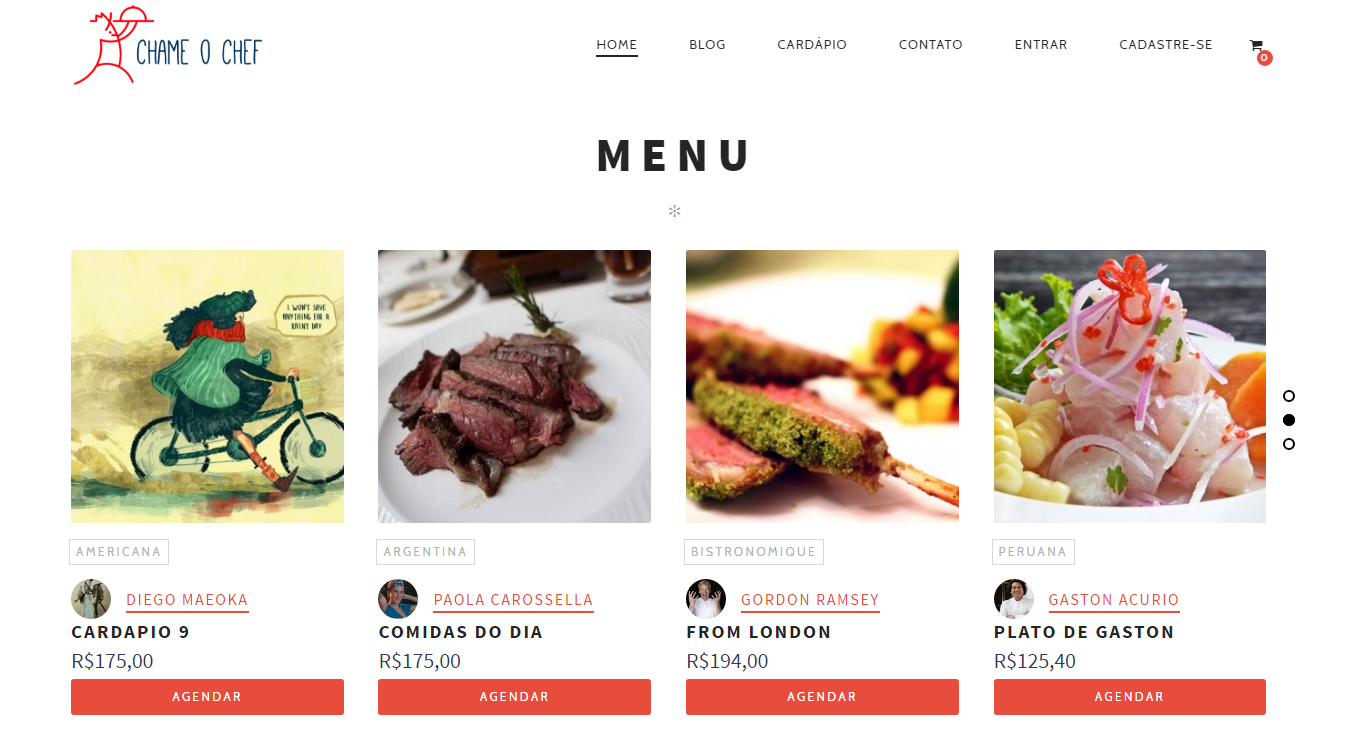 CHAME O CHEF
HOME BLOG CARDÁPIO CONTATO ENTRAR CADASTRE-SE
0
MENU
I WON'T SAVE
ANYTHING FOR A
RAINY DAY
AMERICANA
DIEGO MAEOKA
CARDAPIO 9
R$175,00
AGENDAR
ARGENTINA
PAOLA CAROSSELLA
COMIDAS DO DIA
R$175,00
AGENDAR
BISTRONOMIQUE
GORDON RAMSEY
FROM LONDON
R$194,00
AGENDAR
PERUANA
GASTON ACURIO
PLATO DE GASTON
R$125,40
AGENDAR